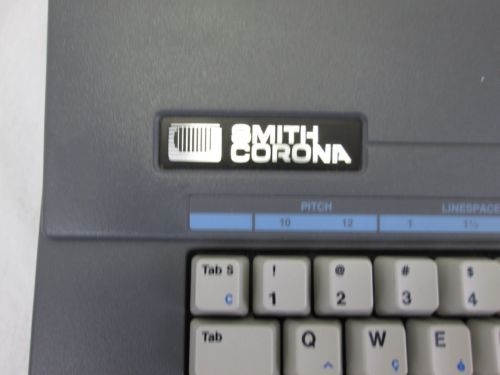 SMITH
CORONA
PITCH LINESPACE
10 12 1 1½
Tab S ! @ # $
C 1 2 3 4
Tab Q W E
^ Ç